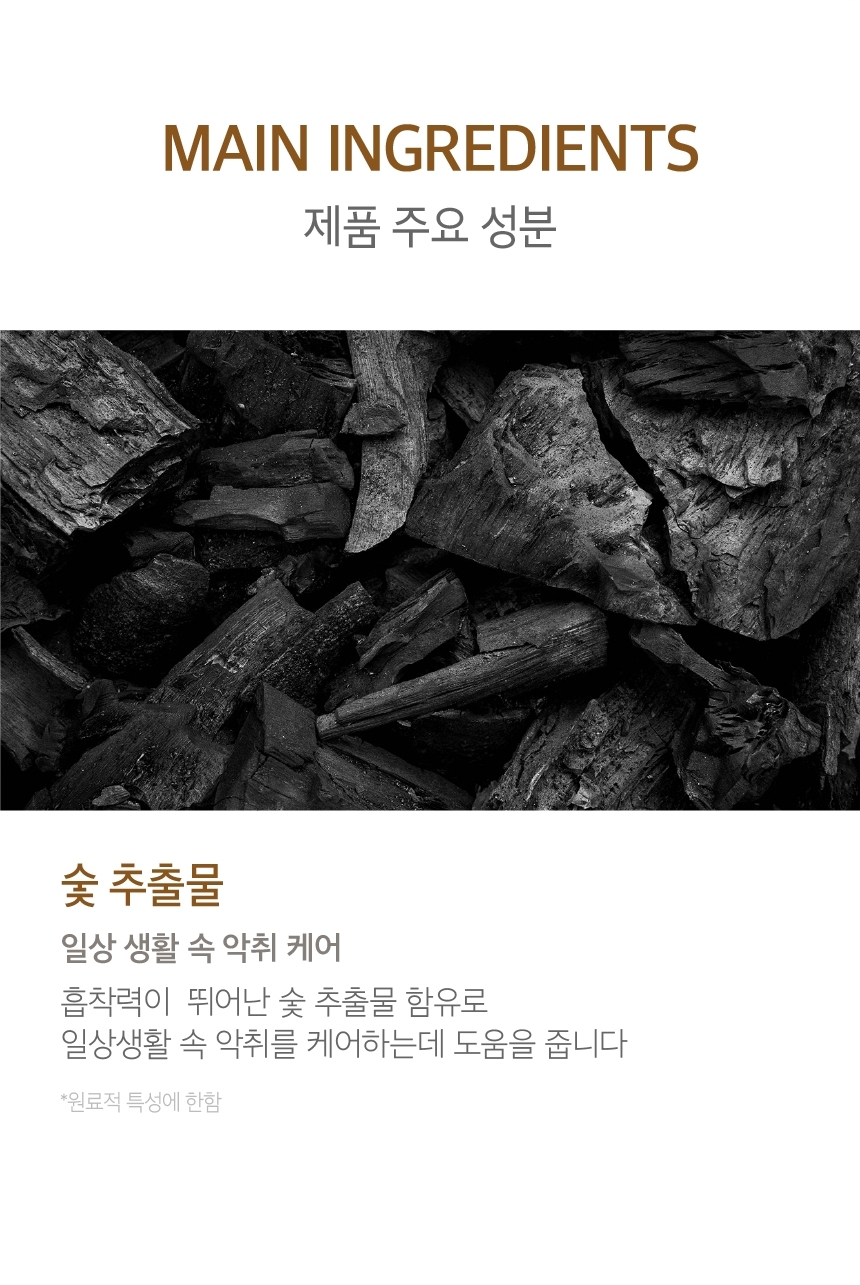 MAIN INGREDIENTS
제품 주요 성분
숯 추출물
일상 생활 속 악취 케어
흡착력이 뛰어난 숯 추출물 함유로
일상생활 속 악취를 케어하는데 도움을 줍니다
*원료적 특성에 한함